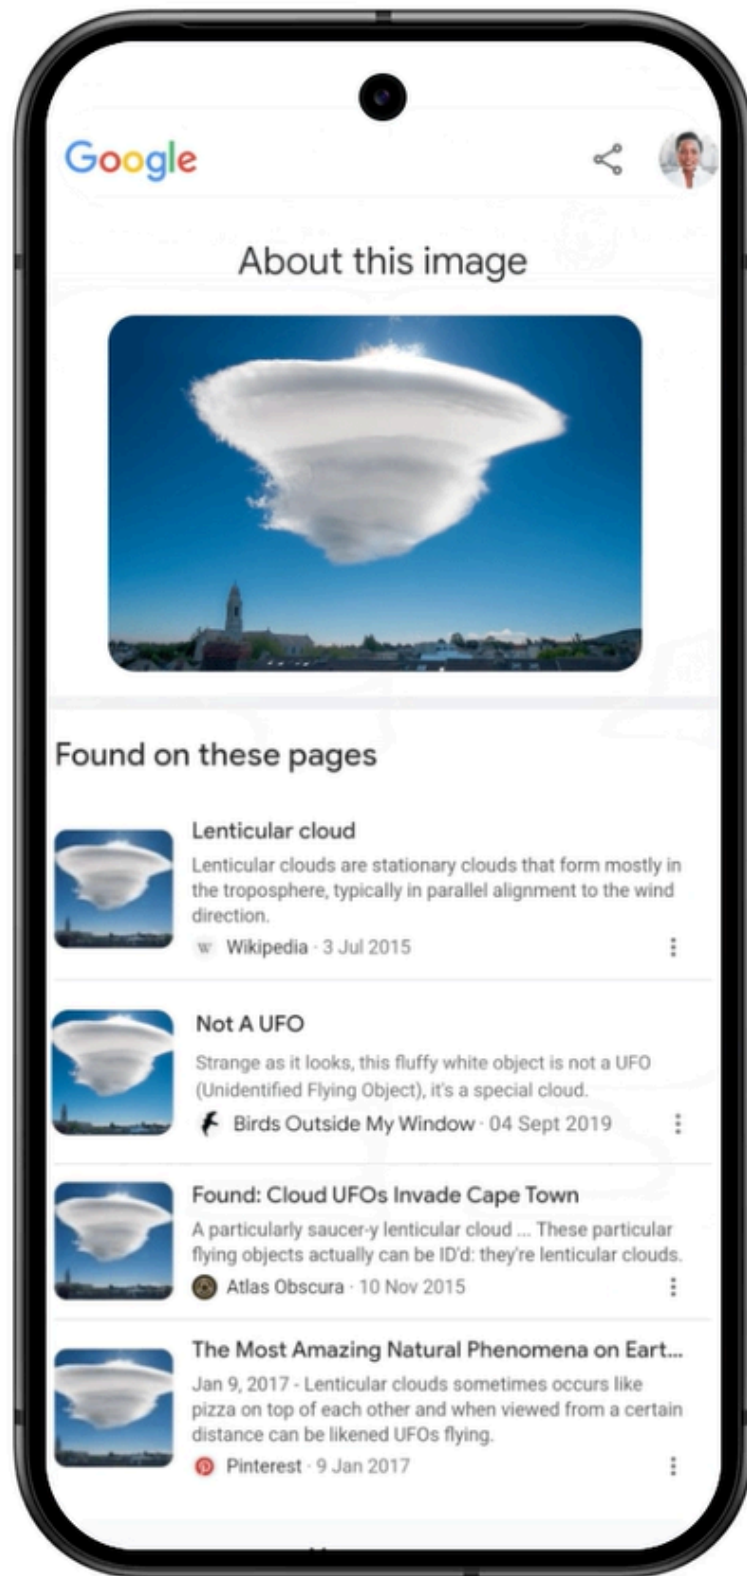 Google
About this image
Found on these pages
Lenticular cloud
Lenticular clouds are stationary clouds that form mostly in
the troposphere, typically in parallel alignment to the wind
direction.
W Wikipedia · 3 Jul 2015
Not A UFO
Strange as it looks, this fluffy white object is not a UFO
(Unidentified Flying Object), it's a special cloud.
Birds Outside My Window · 04 Sept 2019
Found: Cloud UFOs Invade Cape Town
A particularly saucer-y lenticular cloud ... These particular
flying objects actually can be ID'd: they're lenticular clouds.
Atlas Obscura · 10 Nov 2015
The Most Amazing Natural Phenomena on Eart...
Jan 9, 2017 - Lenticular clouds sometimes occurs like
pizza on top of each other and when viewed from a certain
distance can be likened UFOs flying.
Pinterest · 9 Jan 2017